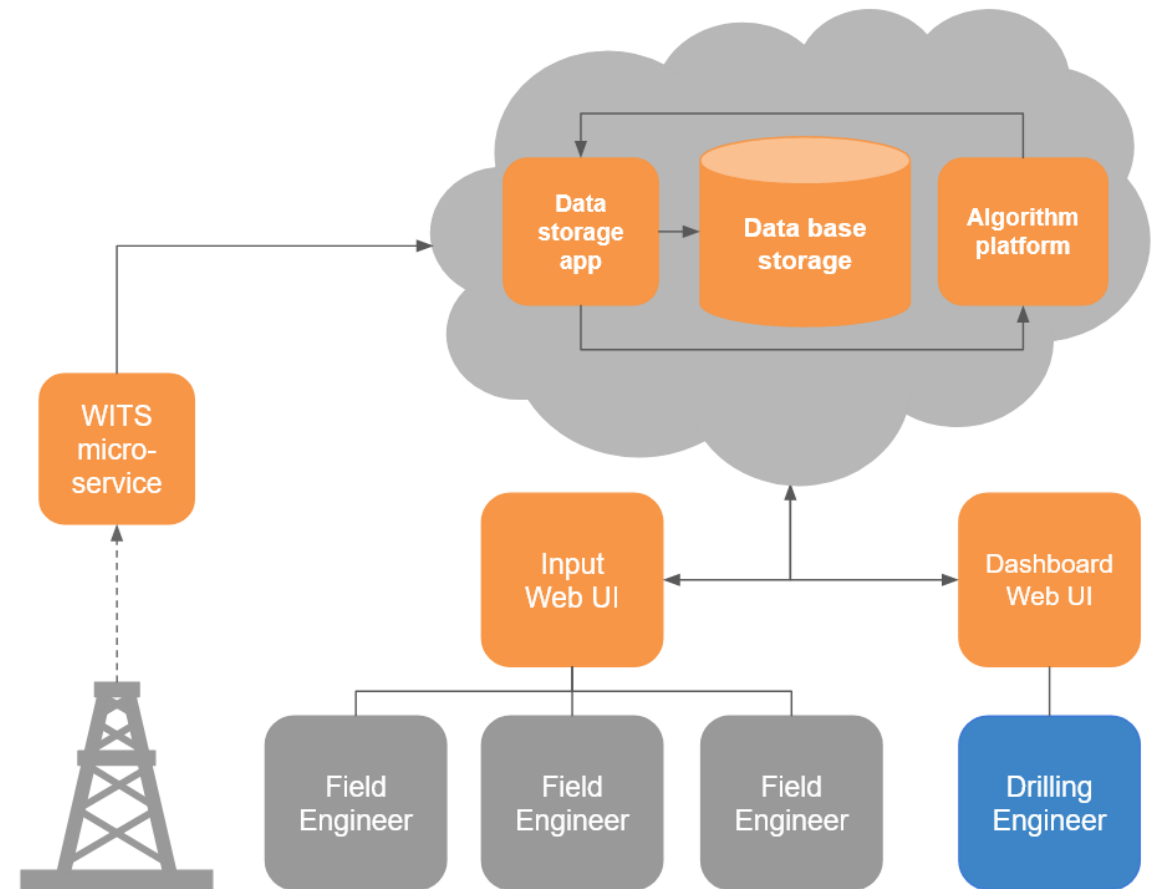 Data
storage
app
Data base
storage
Algorithm
platform
WITS
micro-
service
Input
Web UI
Dashboard
Web UI
Field
Engineer
Field
Engineer
Field
Engineer
Drilling
Engineer